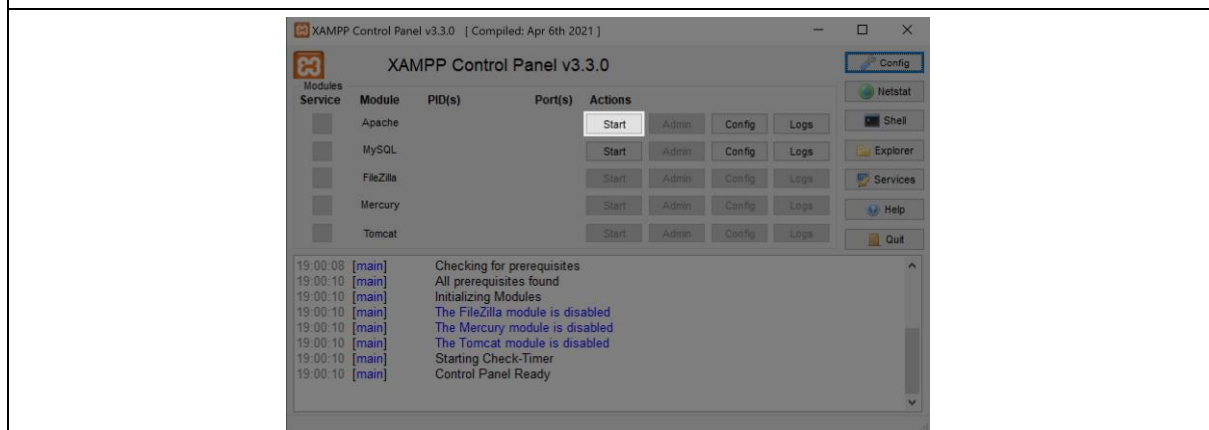 XAMPP Control Panel v3.3.0 [ Compiled: Apr 6th 2021 ]
XAMPP Control Panel v3.3.0
Config
Modules
Service Module PID(s) Port(s) Actions
Netstat
Apache Start Admin Config Logs
Shell
MySQL Start Admin Config Logs
Explorer
FileZilla Start Admin Config Logs
Services
Mercury Start Admin Config Logs
Help
Tomcat Start Admin Config Logs
Quit
19:00:08 [main] Checking for prerequisites
19:00:10 [main] All prerequisites found
19:00:10 [main] Initializing Modules
19:00:10 [main] The FileZilla module is disabled
19:00:10 [main] The Mercury module is disabled
19:00:10 [main] The Tomcat module is disabled
19:00:10 [main] Starting Check-Timer
19:00:10 [main] Control Panel Ready